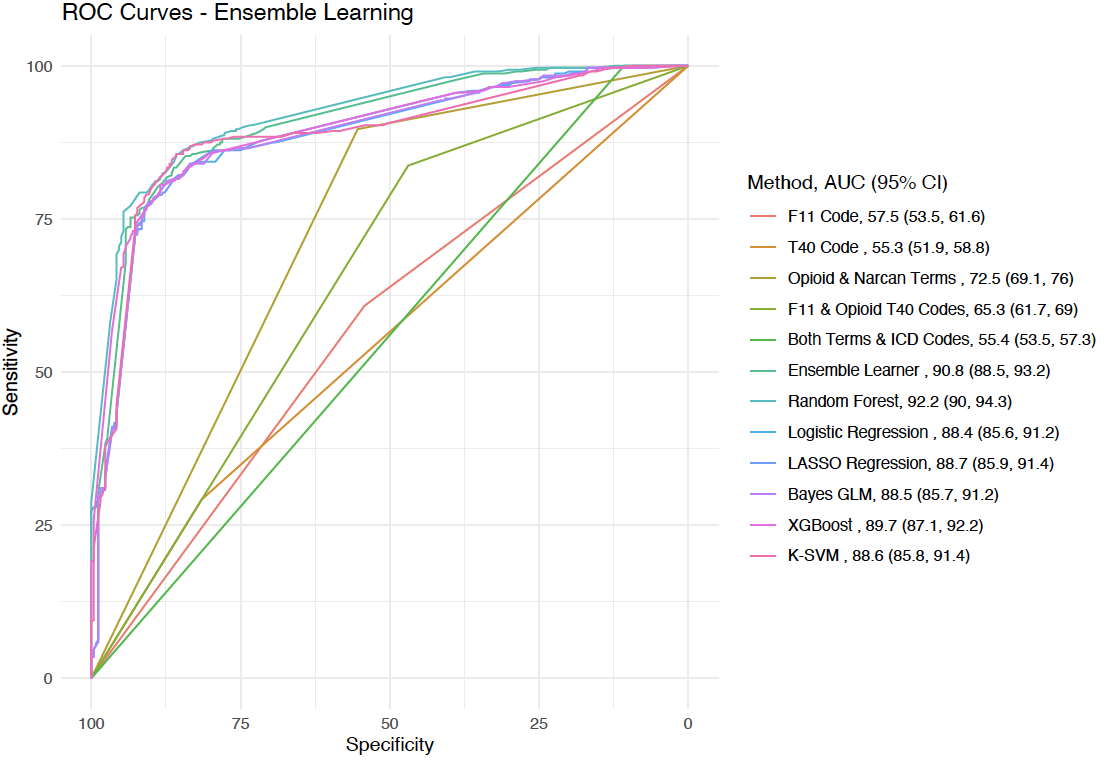 ROC Curves - Ensemble Learning
100
75
50
25
0
Sensitivity
100 75 50 25 0
Specificity
Method, AUC (95% CI)
F11 Code, 57.5 (53.5, 61.6)
T40 Code , 55.3 (51.9, 58.8)
Opioid & Narcan Terms , 72.5 (69.1, 76)
F11 & Opioid T40 Codes, 65.3 (61.7, 69)
Both Terms & ICD Codes, 55.4 (53.5, 57.3)
Ensemble Learner , 90.8 (88.5, 93.2)
Random Forest, 92.2 (90, 94.3)
Logistic Regression , 88.4 (85.6, 91.2)
LASSO Regression, 88.7 (85.9, 91.4)
Bayes GLM, 88.5 (85.7, 91.2)
XGBoost , 89.7 (87.1, 92.2)
K-SVM , 88.6 (85.8, 91.4)